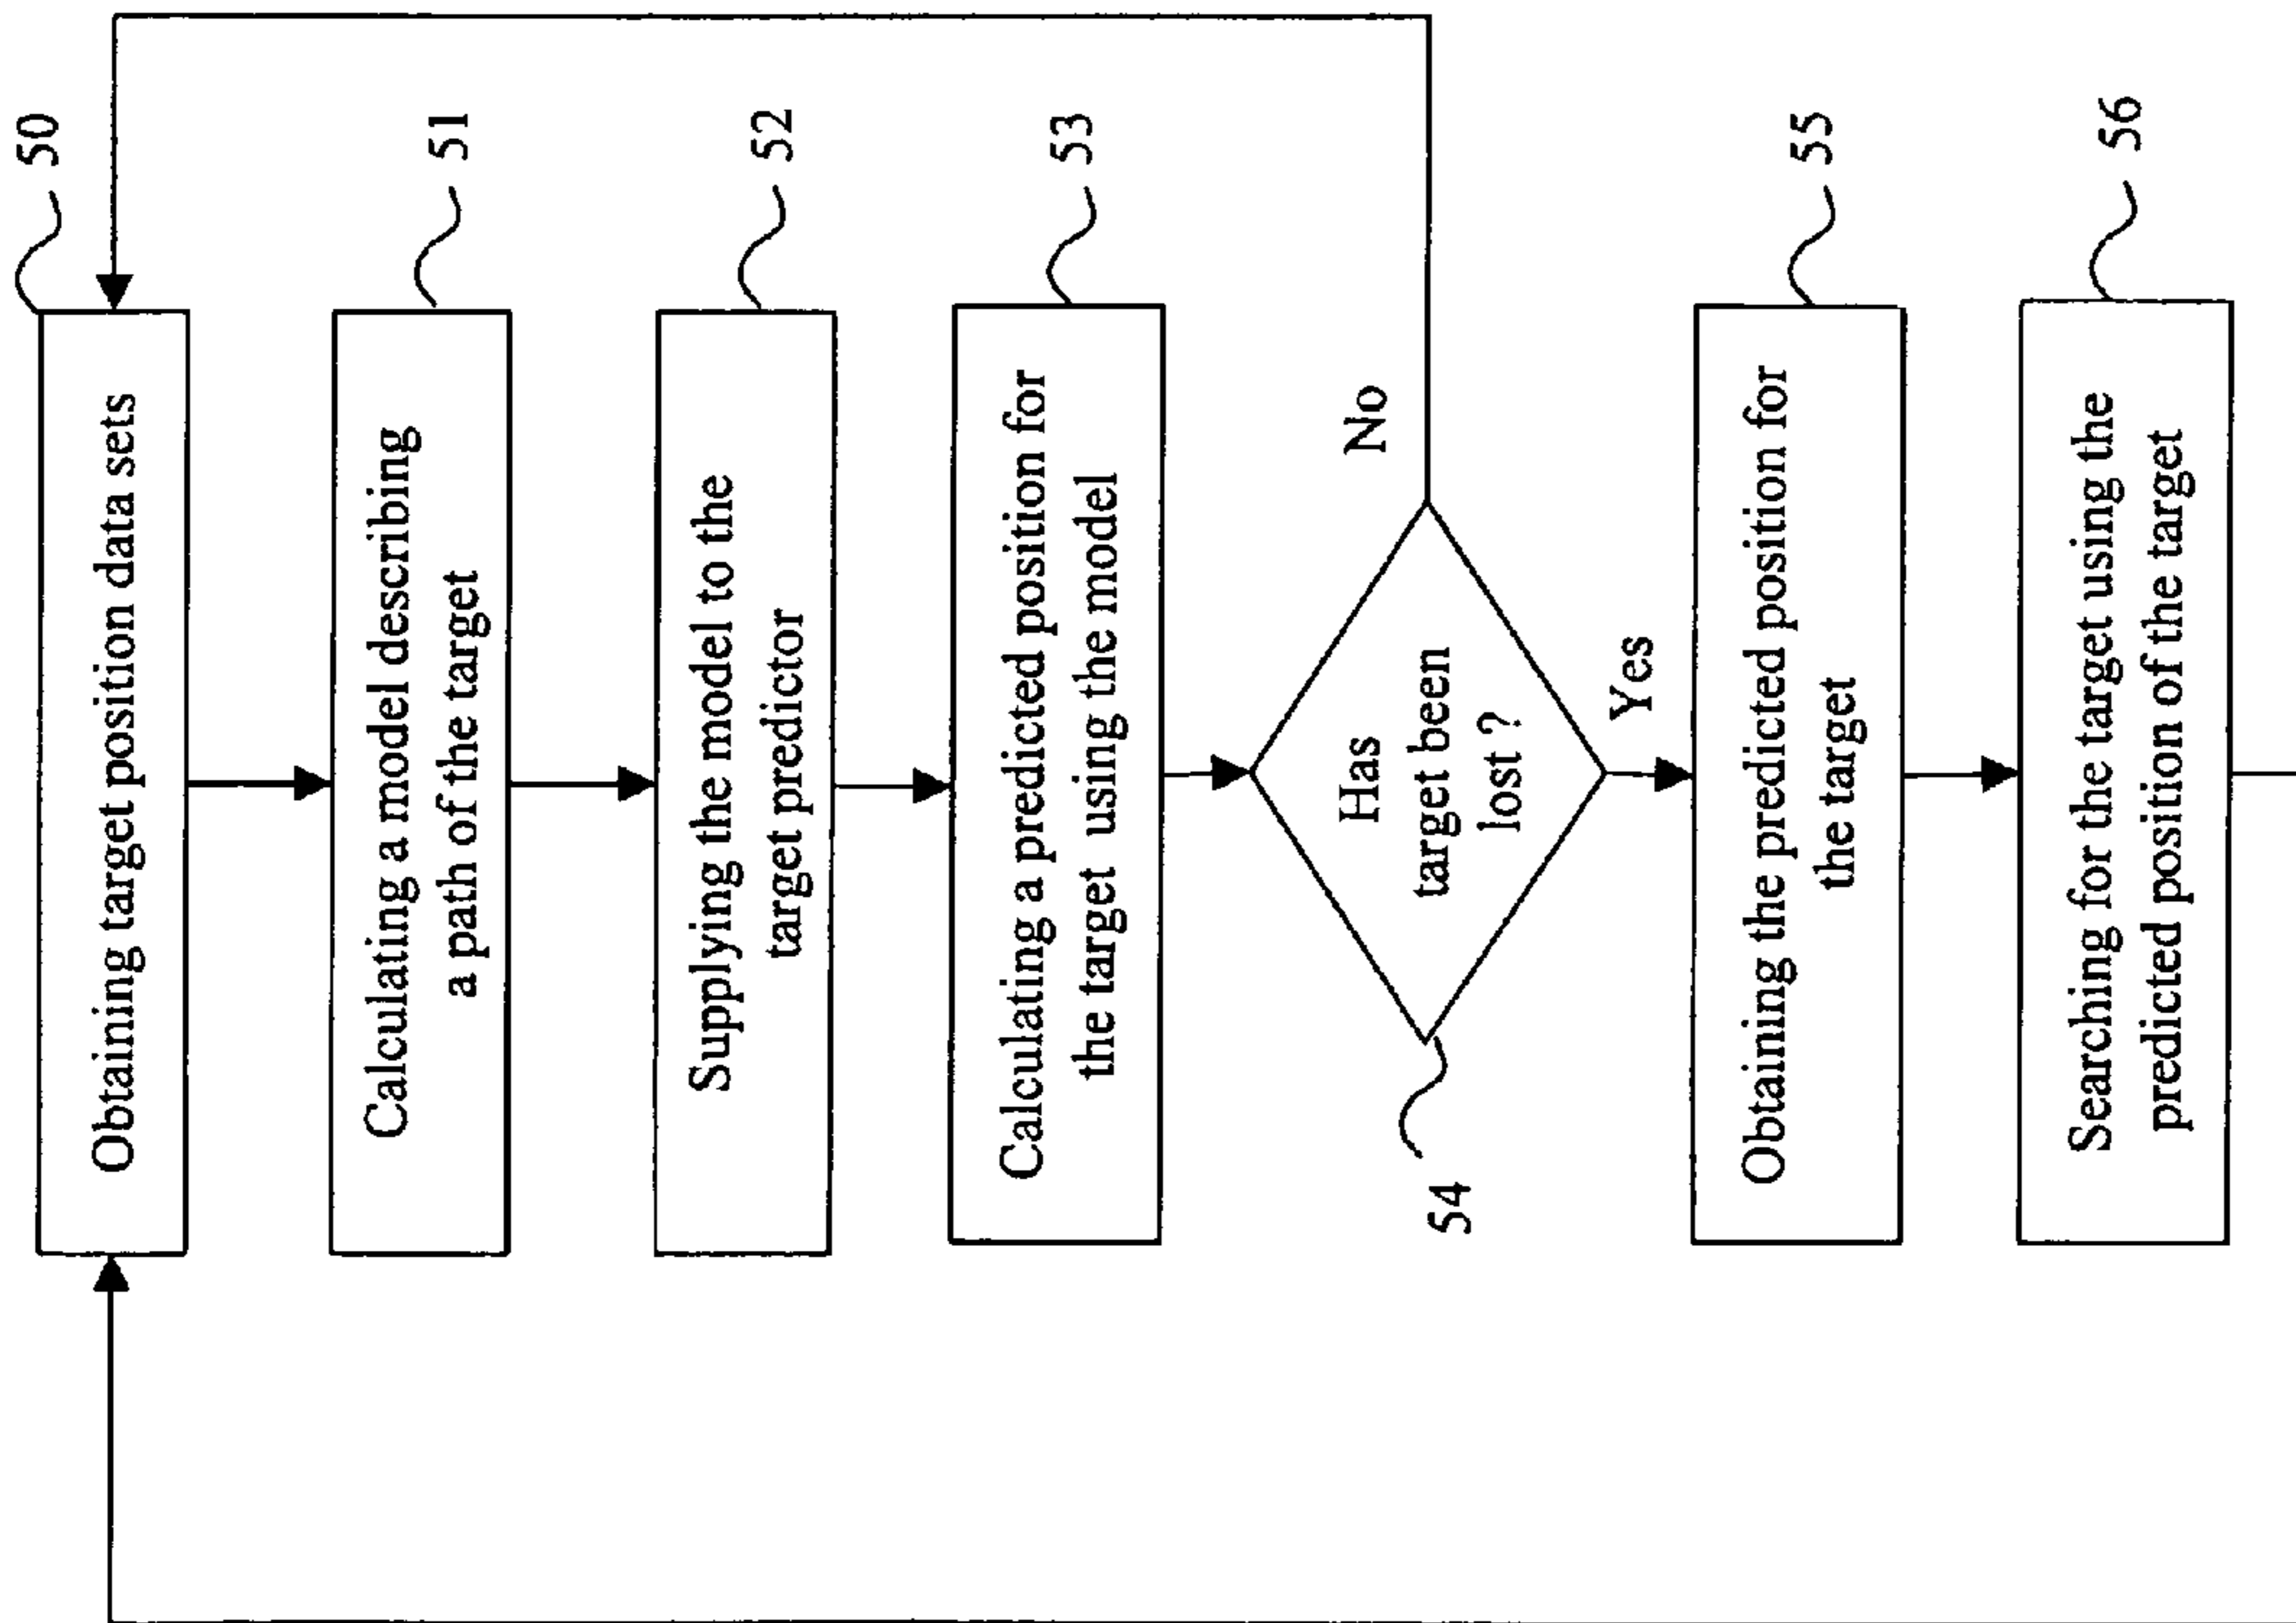 50
Obtaining target position data sets
51
Calculating a model describing
a path of the target
52
Supplying the model to the
target predictor
53
Calculating a predicted position for
the target using the model
54
Has
target been
lost ?
No
Yes
55
Obtaining the predicted position for
the target
56
Searching for the target using the
predicted position of the target